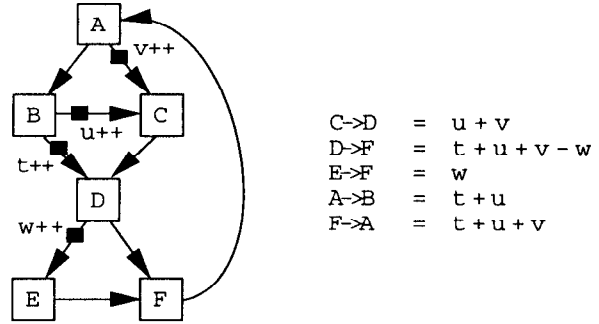 A
v++
B
C
u++
t++
D
w++
E
F
C->D = u + v
D->F = t + u + v - w
E->F = w
A->B = t + u
F->A = t + u + v